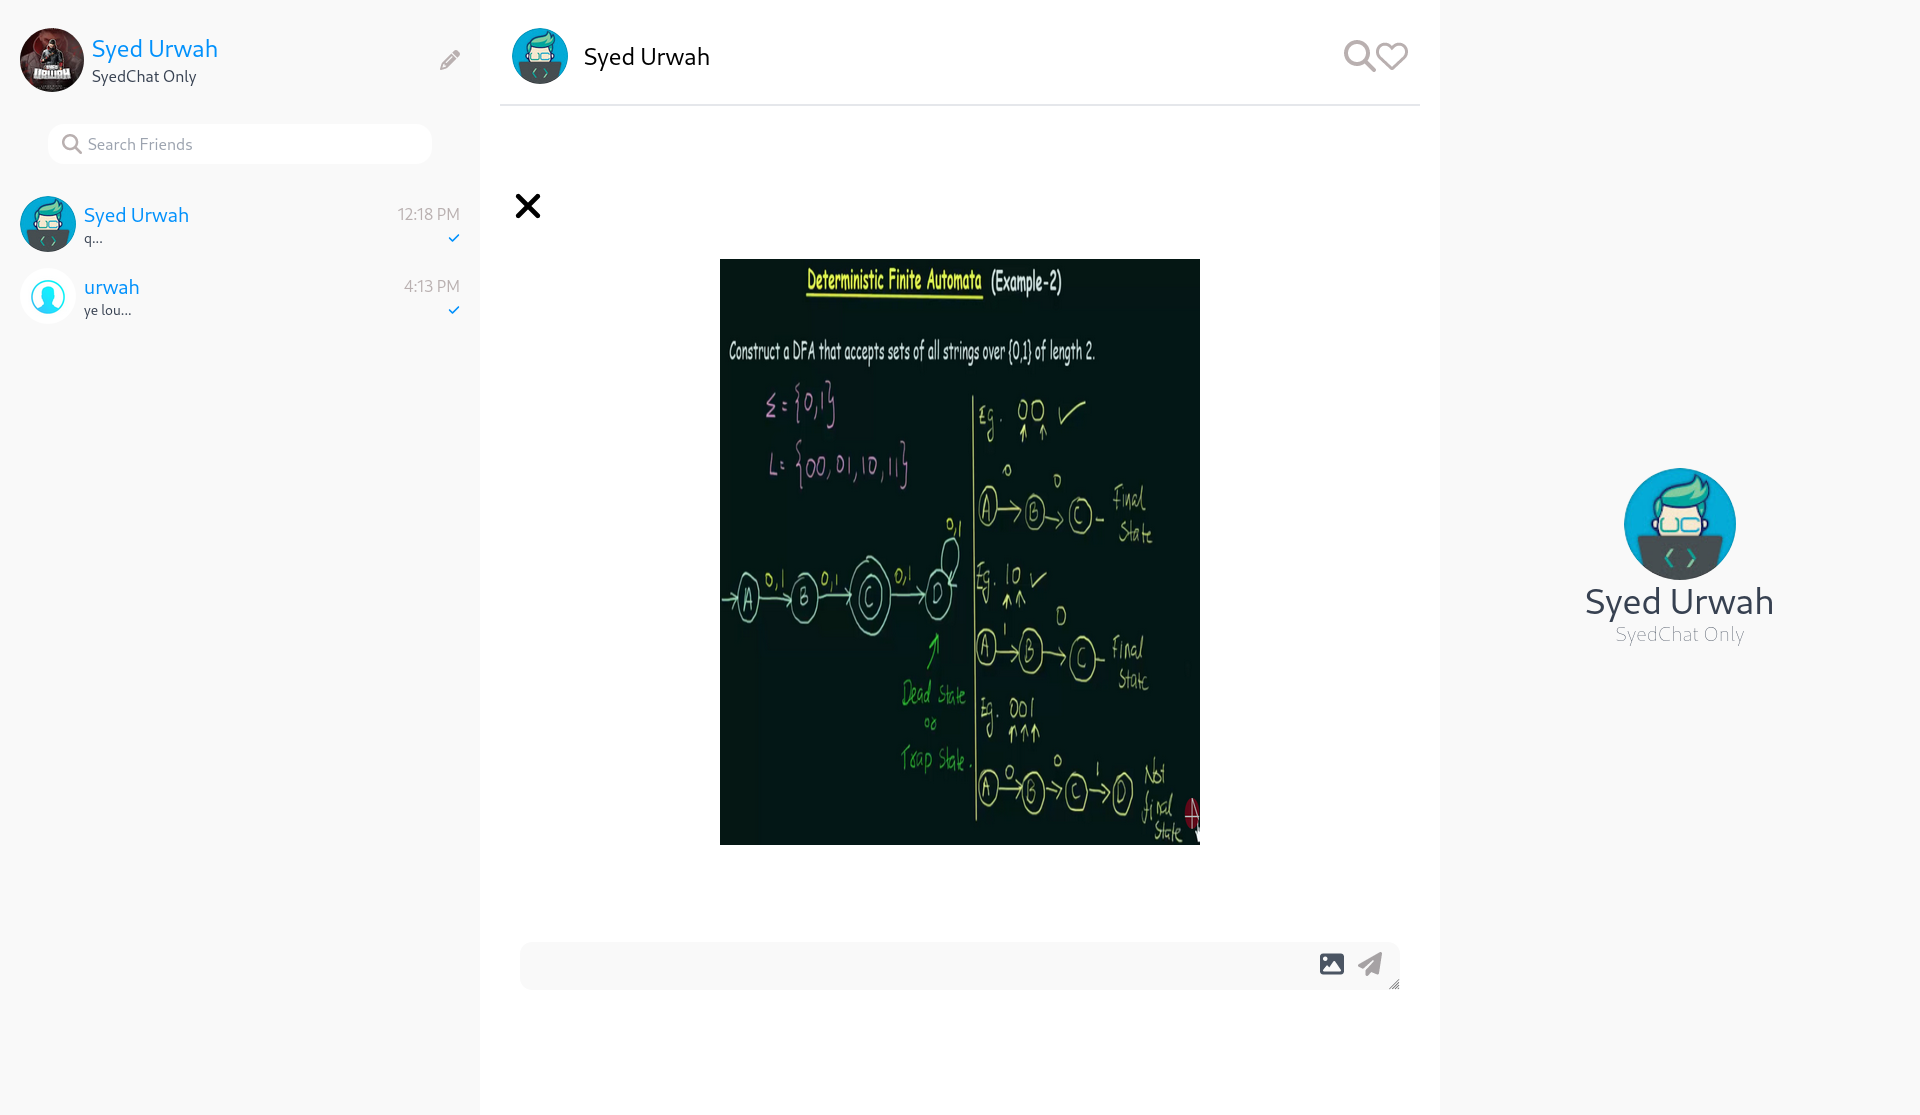 Syed Urwah
SyedChat Only
Search Friends
Syed Urwah
12:18 PM
q...
urwah
4:13 PM
ye lou...
Syed Urwah
Deterministic Finite Automata (Example-2)
Construct a DFA that accepts sets of all strings over {0,1} of length 2.
Σ = {0,1}
L = {00, 01, 10, 11}
0,1
A 0,1 B 0,1 C 0,1 D
Dead State
or
Trap State.
Eg. 00 ✓
0 0
A B C - Final
State
Eg. 10 ✓
1 0
A B C - Final
State
Eg. 001
0 0 1
A B C D Not
final
State
Syed Urwah
SyedChat Only